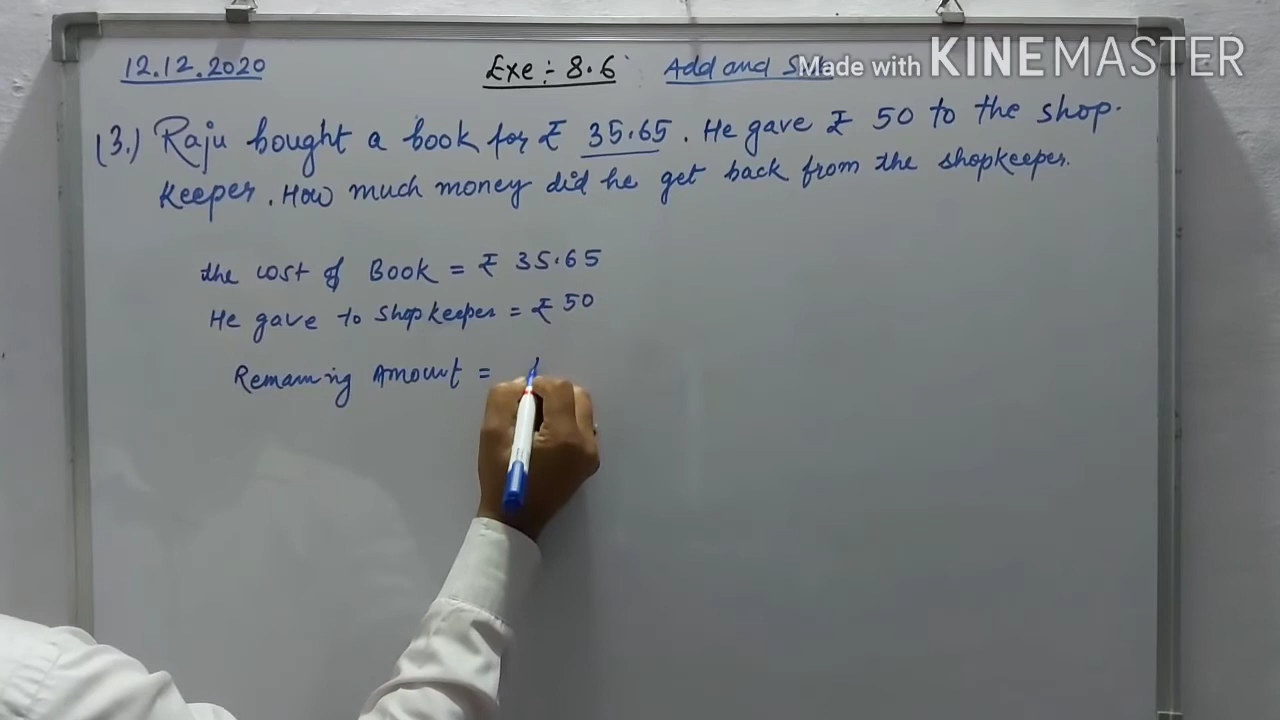 12.12.2020 Exe :- 8.6 Add and Made with KINEMASTER
(3.) Raju bought a book for ₹ 35.65. He gave ₹ 50 to the shop.
keeper. How much money did he get back from the shopkeeper.
the cost of Book = ₹ 35.65
He gave to Shopkeeper = ₹ 50
Remaing Amount =